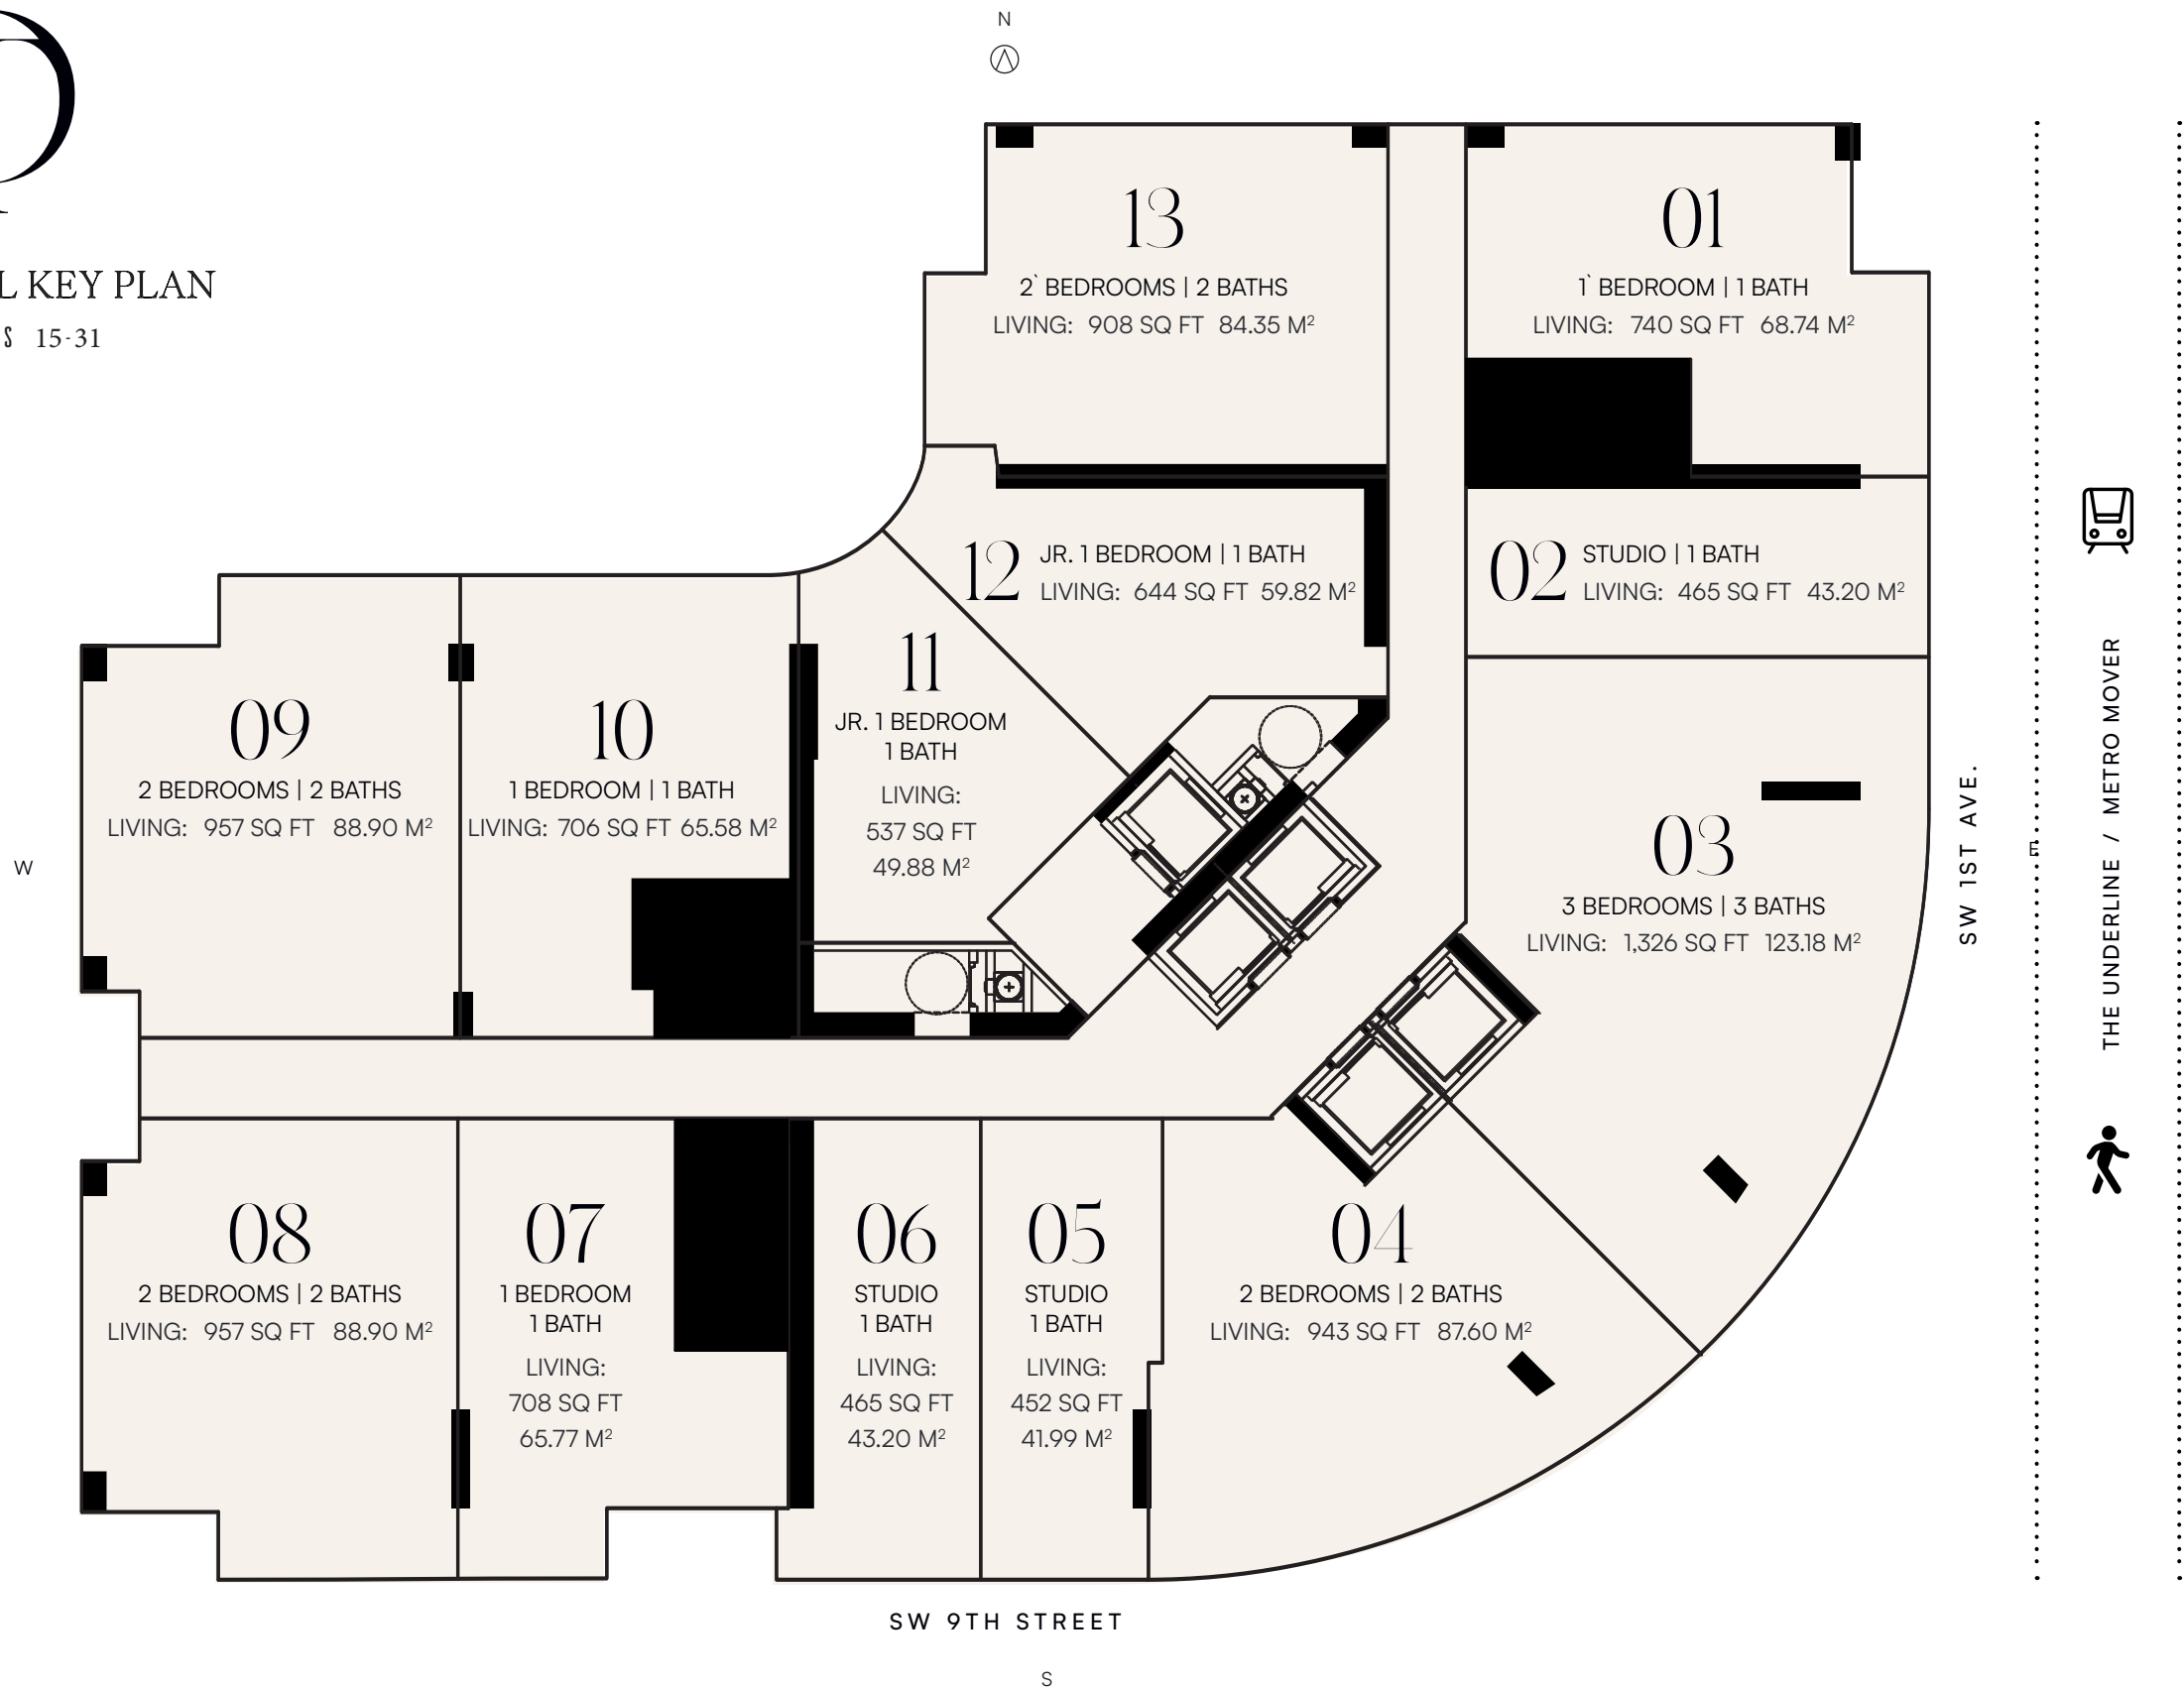 N
L KEY PLAN
S 15-31
13
2` BEDROOMS | 2 BATHS
LIVING: 908 SQ FT 84.35 M²
01
1` BEDROOM | 1 BATH
LIVING: 740 SQ FT 68.74 M²
12
JR. 1 BEDROOM | 1 BATH
LIVING: 644 SQ FT 59.82 M²
02
STUDIO | 1 BATH
LIVING: 465 SQ FT 43.20 M²
09
2 BEDROOMS | 2 BATHS
LIVING: 957 SQ FT 88.90 M²
10
1 BEDROOM | 1 BATH
LIVING: 706 SQ FT 65.58 M²
11
JR. 1 BEDROOM
1 BATH
LIVING:
537 SQ FT
49.88 M²
03
3 BEDROOMS | 3 BATHS
LIVING: 1,326 SQ FT 123.18 M²
W
SW 1ST AVE.
E
THE UNDERLINE / METRO MOVER
08
2 BEDROOMS | 2 BATHS
LIVING: 957 SQ FT 88.90 M²
07
1 BEDROOM
1 BATH
LIVING:
708 SQ FT
65.77 M²
06
STUDIO
1 BATH
LIVING:
465 SQ FT
43.20 M²
05
STUDIO
1 BATH
LIVING:
452 SQ FT
41.99 M²
04
2 BEDROOMS | 2 BATHS
LIVING: 943 SQ FT 87.60 M²
SW 9TH STREET
S